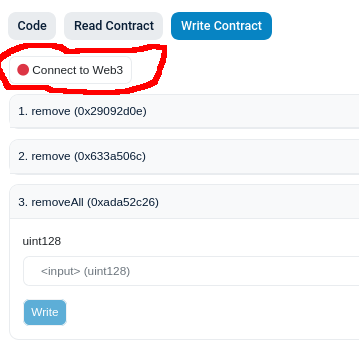 Code Read Contract Write Contract
Connect to Web3
1. remove (0x29092d0e)
2. remove (0x633a506c)
3. removeAll (0xada52c26)
uint128
<input> (uint128)
Write